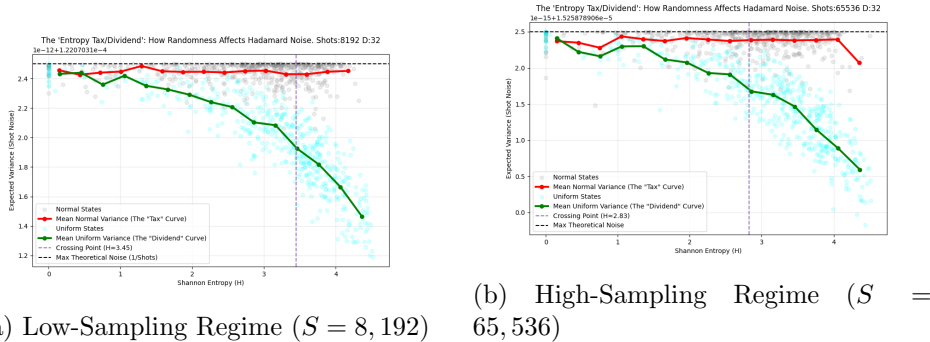 The 'Entropy Tax/Dividend': How Randomness Affects Hadamard Noise. Shots:8192 D:32
1e−12+1.2207031e−4
2.4
2.2
2.0
1.8
1.6
1.4
1.2
Expected Variance (Shot Noise)
Normal States
Mean Normal Variance (The "Tax" Curve)
Uniform States
Mean Uniform Variance (The "Dividend" Curve)
Crossing Point (H=3.45)
Max Theoretical Noise (1/Shots)
0 1 2 3 4
Shannon Entropy (H)
) Low-Sampling Regime (S = 8, 192)
The 'Entropy Tax/Dividend': How Randomness Affects Hadamard Noise. Shots:65536 D:32
1e−15+1.525878906e−5
2.5
2.0
1.5
1.0
0.5
0.0
Expected Variance (Shot Noise)
Normal States
Mean Normal Variance (The "Tax" Curve)
Uniform States
Mean Uniform Variance (The "Dividend" Curve)
Crossing Point (H=2.83)
Max Theoretical Noise
0 1 2 3 4
Shannon Entropy (H)
(b) High-Sampling Regime (S =
65, 536)